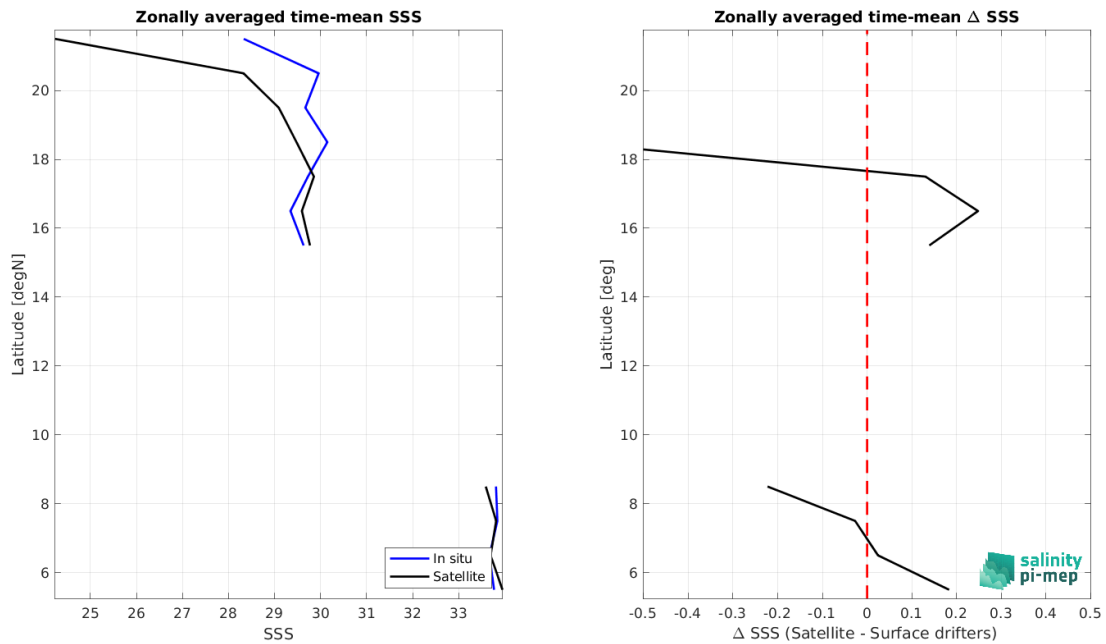 Zonally averaged time-mean SSS
20
18
16
14
12
10
8
6
Latitude [degN]
25 26 27 28 29 30 31 32 33
SSS
In situ
Satellite
Zonally averaged time-mean Δ SSS
20
18
16
14
12
10
8
6
Latitude [deg]
-0.5 -0.4 -0.3 -0.2 -0.1 0 0.1 0.2 0.3 0.4 0.5
Δ SSS (Satellite - Surface drifters)
salinity
pi-mep